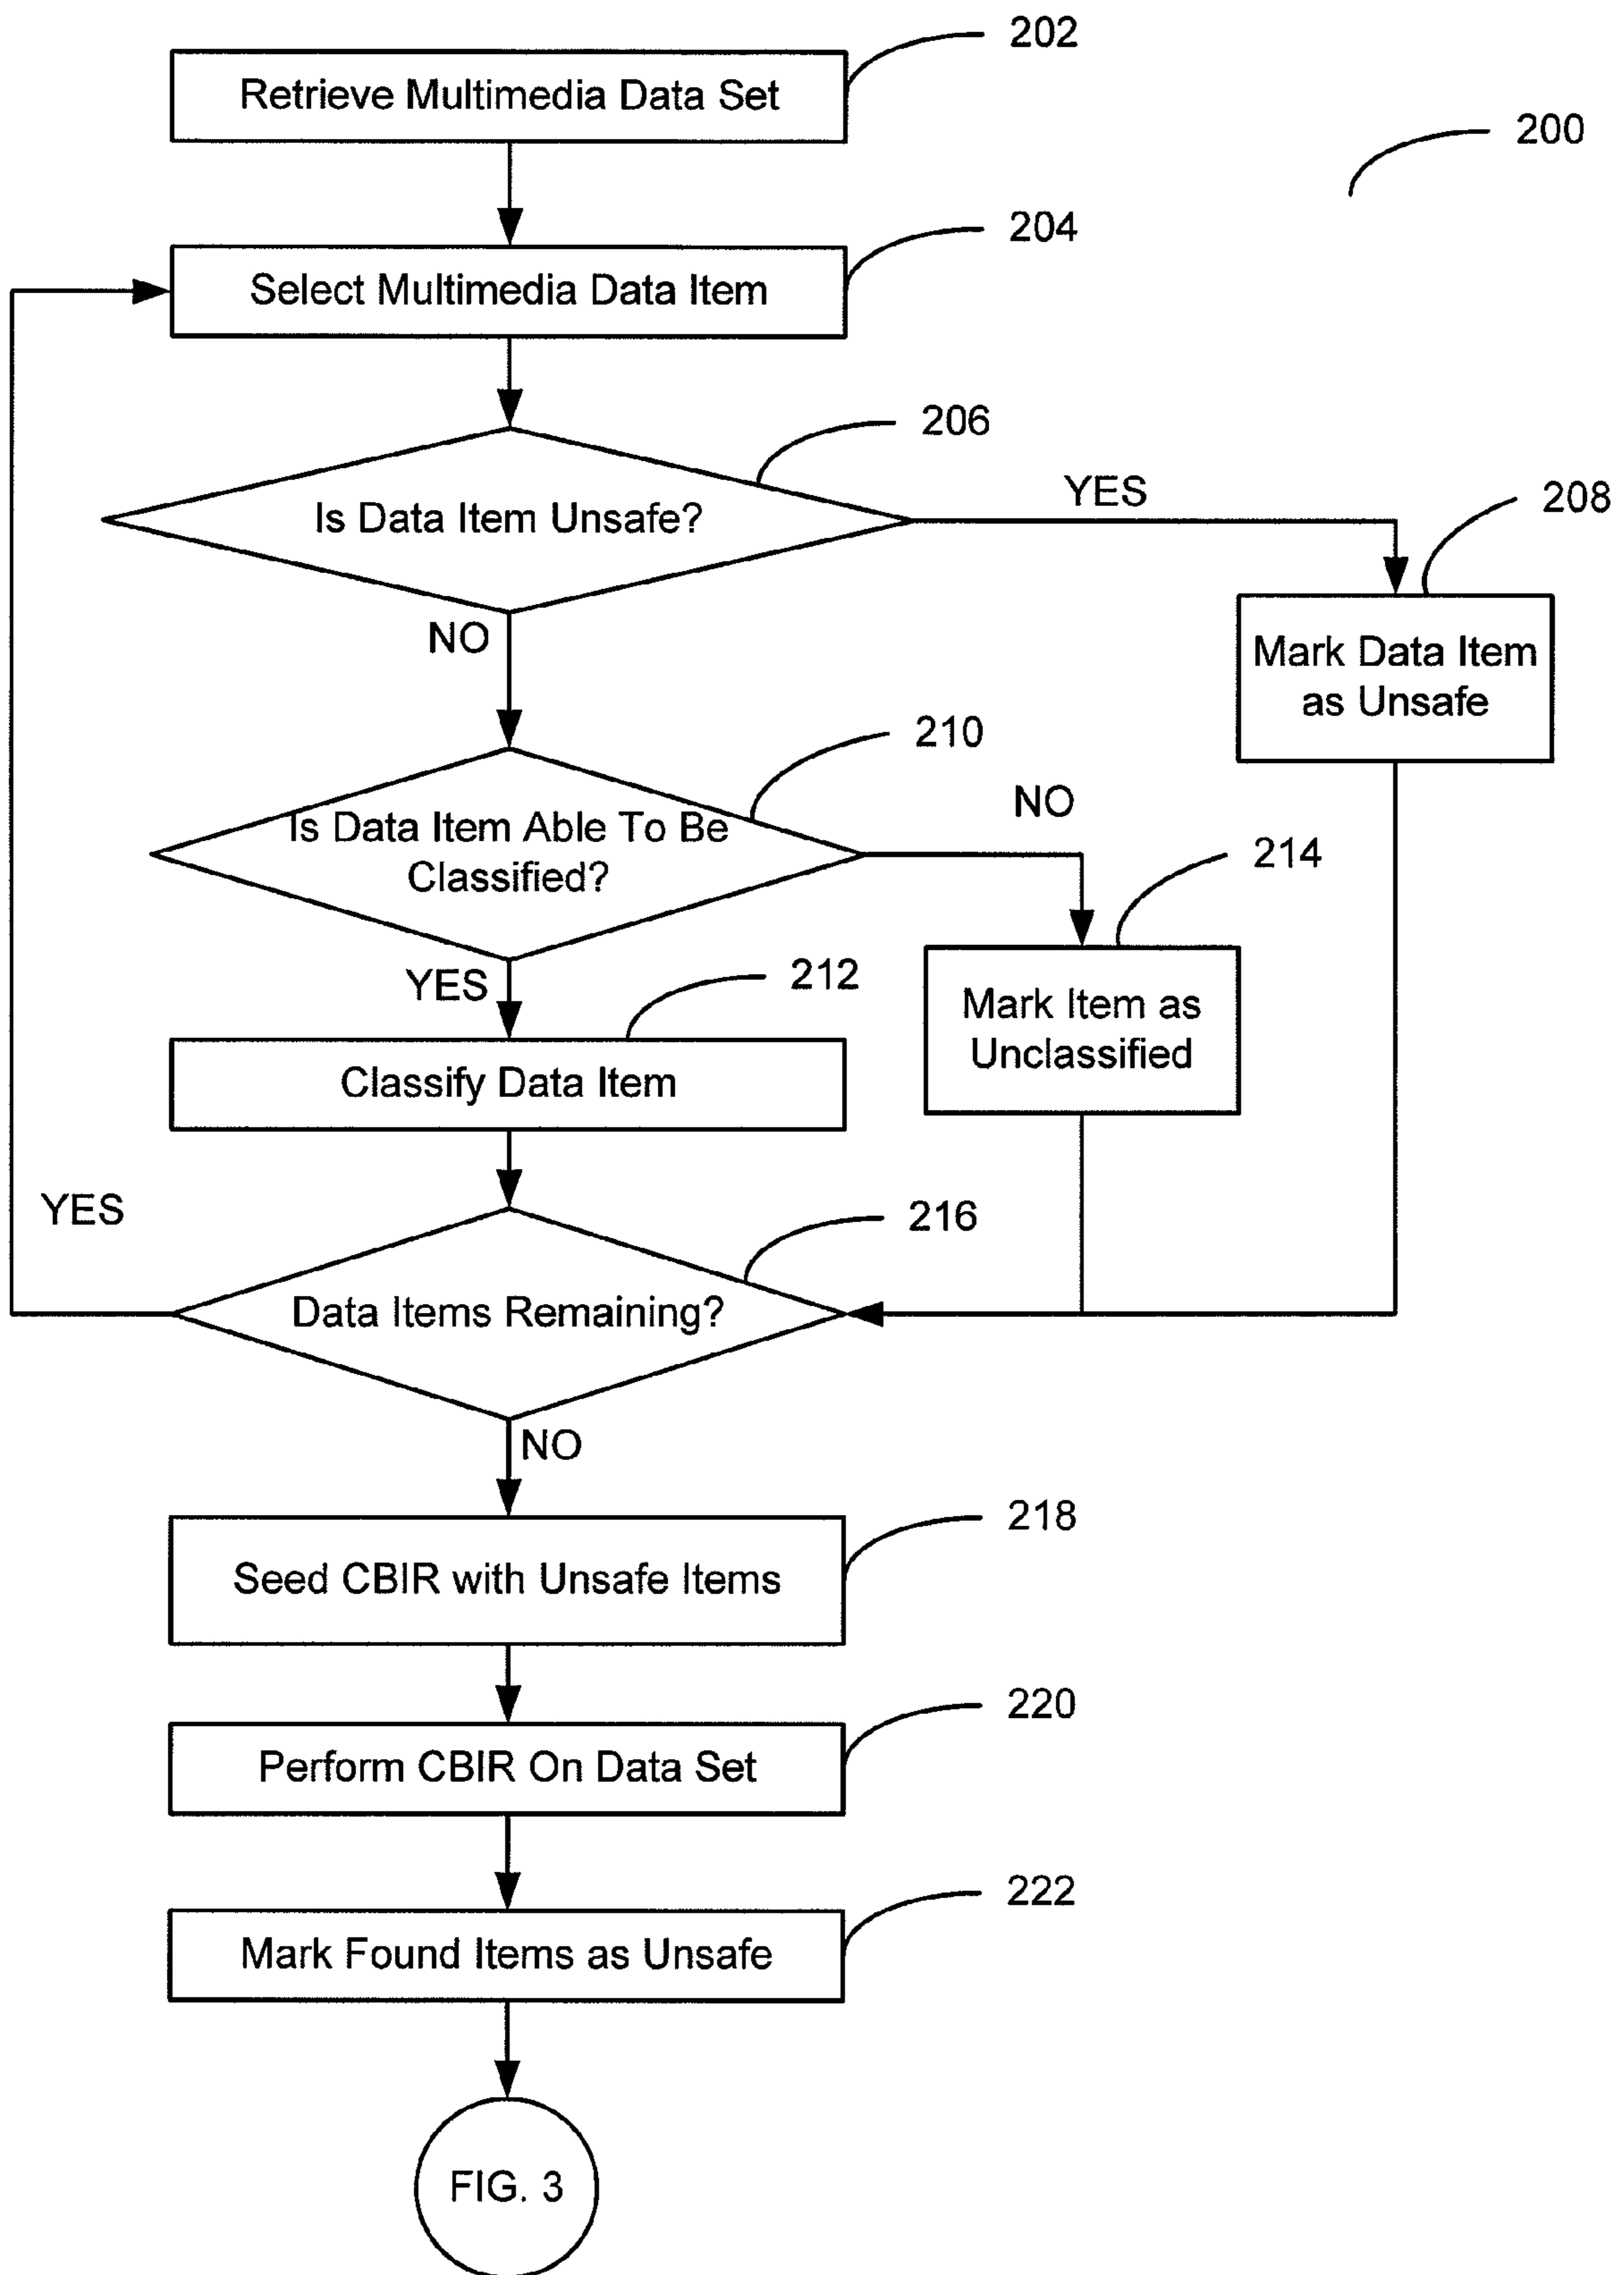 202
Retrieve Multimedia Data Set
200
204
Select Multimedia Data Item
206
Is Data Item Unsafe?
YES
208
NO
Mark Data Item
as Unsafe
210
Is Data Item Able To Be
Classified?
NO
214
YES
212
Mark Item as
Unclassified
Classify Data Item
YES
216
Data Items Remaining?
NO
218
Seed CBIR with Unsafe Items
220
Perform CBIR On Data Set
222
Mark Found Items as Unsafe
FIG. 3